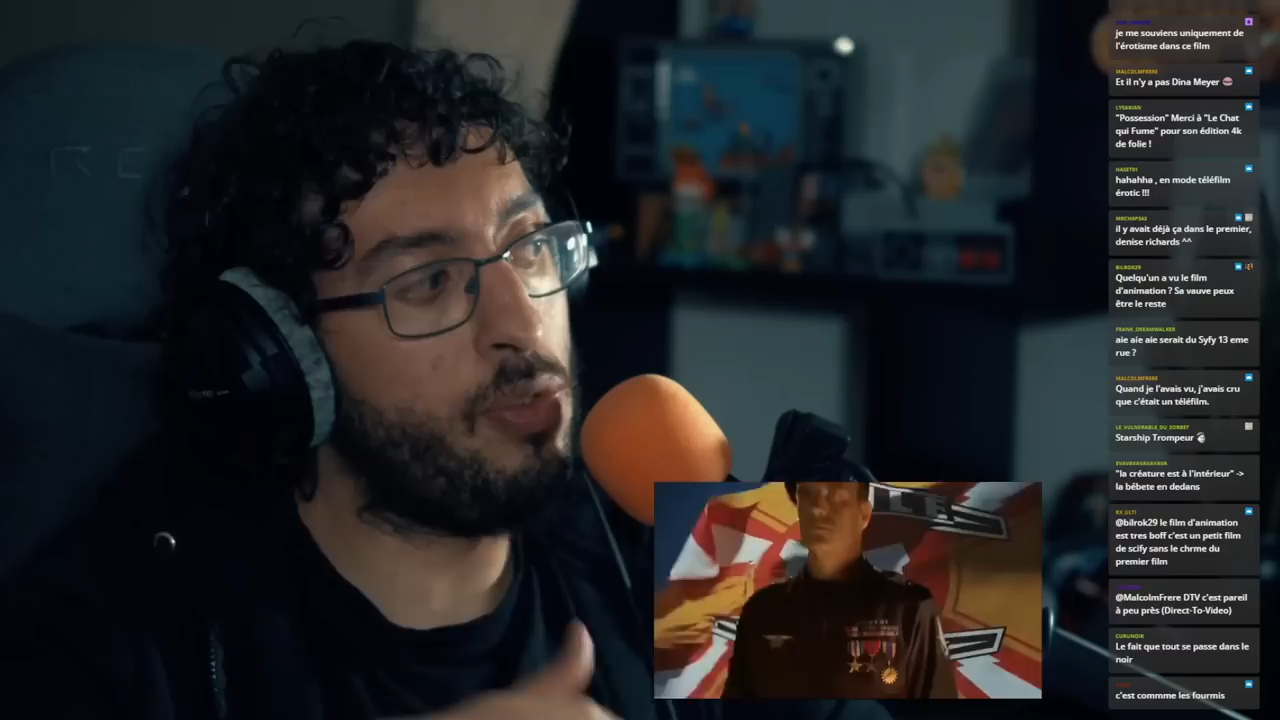 RE
je me souviens uniquement de
l'érotisme dans ce film
MALCOLMFRERE
Et il n'y a pas Dina Meyer
LYSARIAN
"Possession" Merci à "Le Chat
qui Fume" pour son édition 4k
de folie !
hahahha , en mode téléfilm
érotic !!!
MRCHAPS43
il y avait déjà ça dans le premier,
denise richards ^^
BILROK29
Quelqu'un a vu le film
d'animation ? Sa vauve peux
être le reste
FRANK_DREAMWALKER
aie aie aie serait du Syfy 13 eme
rue ?
MALCOLMFRERE
Quand je l'avais vu, j'avais cru
que c'était un téléfilm.
LE_VULNERABLE_DU_SORBET
Starship Trompeur
"la créature est à l'intérieur" ->
la bébete en dedans
RX_ULTI
@bilrok29 le film d'animation
est tres boff c'est un petit film
de scify sans le chrme du
premier film
@MalcolmFrere DTV c'est pareil
à peu près (Direct-To-Video)
CURUNOIR
Le fait que tout se passe dans le
noir
c'est commme les fourmis